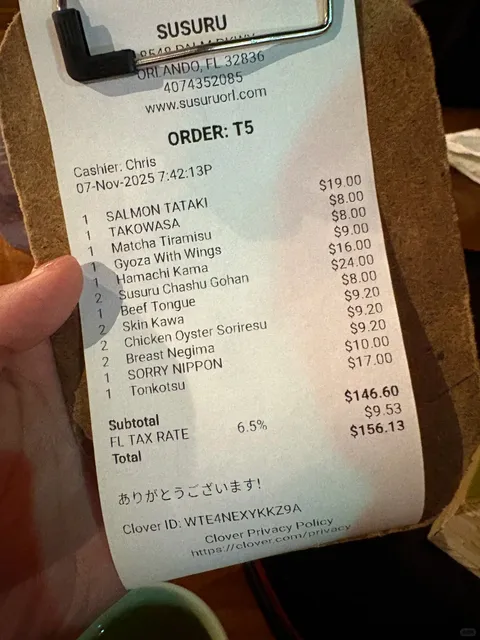 SUSURU
PALM PKWY
ORLANDO, FL 32836
4074352085
www.susuruorl.com
ORDER: T5
Cashier: Chris
07-Nov-2025 7:42:13P
1 SALMON TATAKI $19.00
1 TAKOWASA $8.00
1 Matcha Tiramisu $8.00
1 Gyoza With Wings $9.00
1 Hamachi Kama $16.00
2 Susuru Chashu Gohan $24.00
1 Beef Tongue $8.00
2 Skin Kawa $9.20
2 Chicken Oyster Soriresu $9.20
2 Breast Negima $9.20
1 SORRY NIPPON $10.00
1 Tonkotsu $17.00
Subtotal $146.60
FL TAX RATE 6.5% $9.53
Total $156.13
ありがとうございます!
Clover ID: WTE4NEXYKKZ9A
Clover Privacy Policy
https://clover.com/privacy